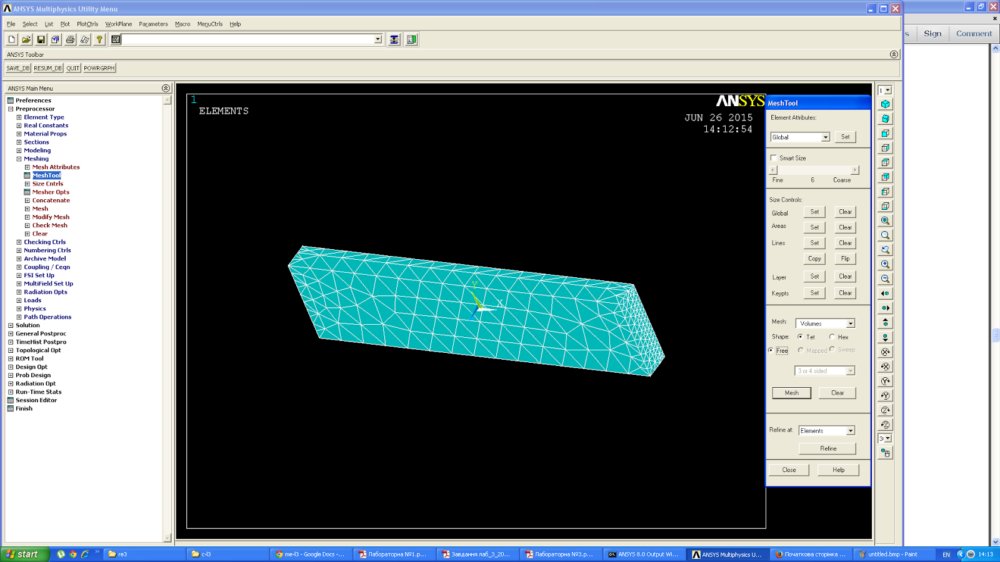 ANSYS Multiphysics Utility Menu
File Select List Plot PlotCtrls WorkPlane Parameters Macro MenuCtrls Help
s Sign Comment
ANSYS Toolbar
SAVE_DB RESUM_DB QUIT POWRGRPH
ANSYS Main Menu
Preferences
Preprocessor
Element Type
Real Constants
Material Props
Sections
Modeling
Meshing
Mesh Attributes
MeshTool
Size Cntrls
Mesher Opts
Concatenate
Mesh
Modify Mesh
Check Mesh
Clear
Checking Ctrls
Numbering Ctrls
Archive Model
Coupling / Ceqn
FSI Set Up
MultiField Set Up
Radiation Opts
Loads
Physics
Path Operations
Solution
General Postproc
TimeHist Postpro
Topological Opt
ROM Tool
Design Opt
Prob Design
Radiation Opt
Run-Time Stats
Session Editor
Finish
1
ELEMENTS
ANSYS
JUN 26 2015
14:12:54
Y
X
MeshTool
Element Attributes:
Global Set
Smart Size
Fine 6 Coarse
Size Controls:
Global Set Clear
Areas Set Clear
Lines Set Clear
Copy Flip
Layer Set Clear
Keypts Set Clear
Mesh: Volumes
Shape: Tet Hex
Free Mapped Sweep
3 or 4 sided
Mesh Clear
Refine at: Elements
Refine
Close Help
1
start re3 c-l3 me-l3 - Google Docs -... Лабораторна №1.p... Завдання лаб_3_20... Лабораторна №3.p... ANSYS 8.0 Output Wi... ANSYS Multiphysics U... Початкова сторінка ... untitled.bmp - Paint EN 14:13